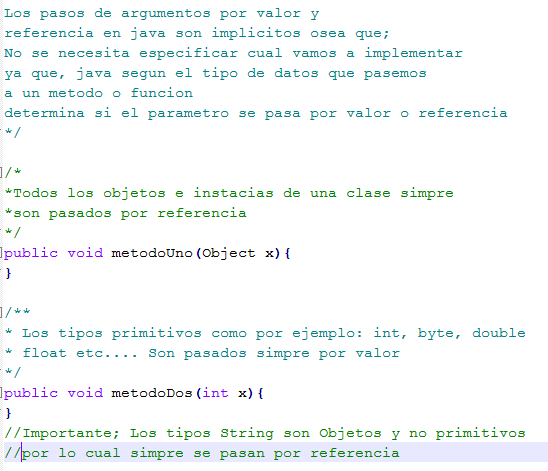 Los pasos de argumentos por valor y
referencia en java son implicitos osea que;
No se necesita especificar cual vamos a implementar
ya que, java segun el tipo de datos que pasemos
a un metodo o funcion
determina si el parametro se pasa por valor o referencia
*/
/*
*Todos los objetos e instacias de una clase simpre
*son pasados por referencia
*/
public void metodoUno(Object x){
}
/**
* Los tipos primitivos como por ejemplo: int, byte, double
* float etc.... Son pasados simpre por valor
*/
public void metodoDos(int x){
}
//Importante; Los tipos String son Objetos y no primitivos
//por lo cual simpre se pasan por referencia